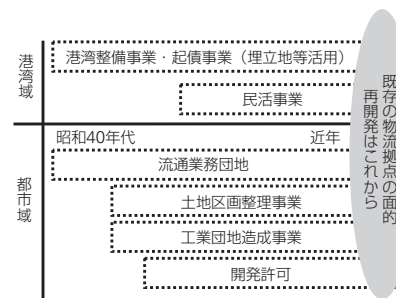 港湾域
港湾整備事業・起債事業（埋立地等活用）
民活事業
昭和40年代
近年
都市域
流通業務団地
土地区画整理事業
工業団地造成事業
開発許可
既存の物流拠点の面的
再開発はこれから